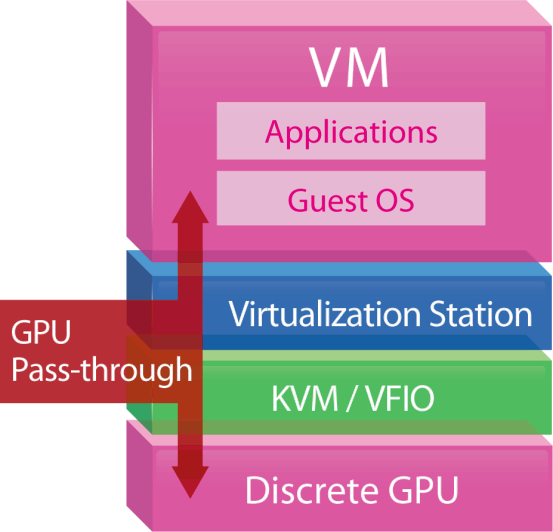 VM
Applications
Guest OS
Virtualization Station
GPU
Pass-through
KVM / VFIO
Discrete GPU